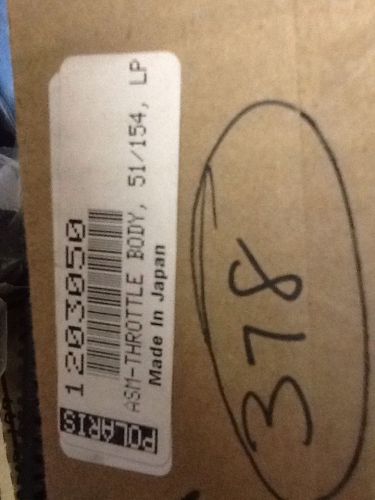 POLARIS 1203050
ASM-THROTTLE BODY, 51/154, LP
Made In Japan
378